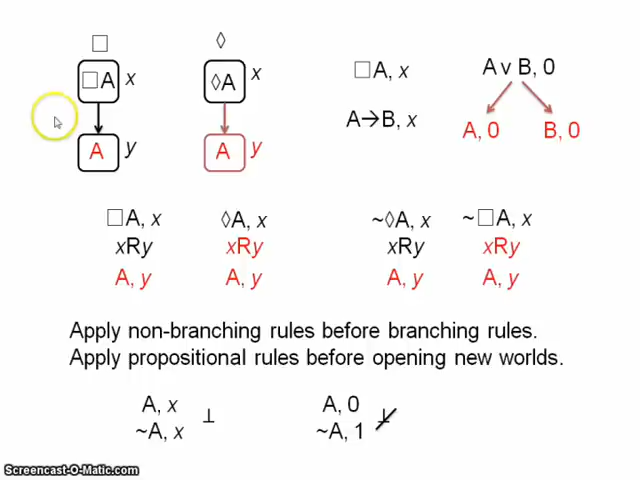 □ ◊
□A x ◊A x □A, x A v B, 0
A→B, x
A y A y A, 0 B, 0
□A, x ◊A, x ~◊A, x ~□A, x
xRy xRy xRy xRy
A, y A, y A, y A, y
Apply non-branching rules before branching rules.
Apply propositional rules before opening new worlds.
A, x ⊥ A, 0 ⊥
~A, x ~A, 1
Screencast-O-Matic.com